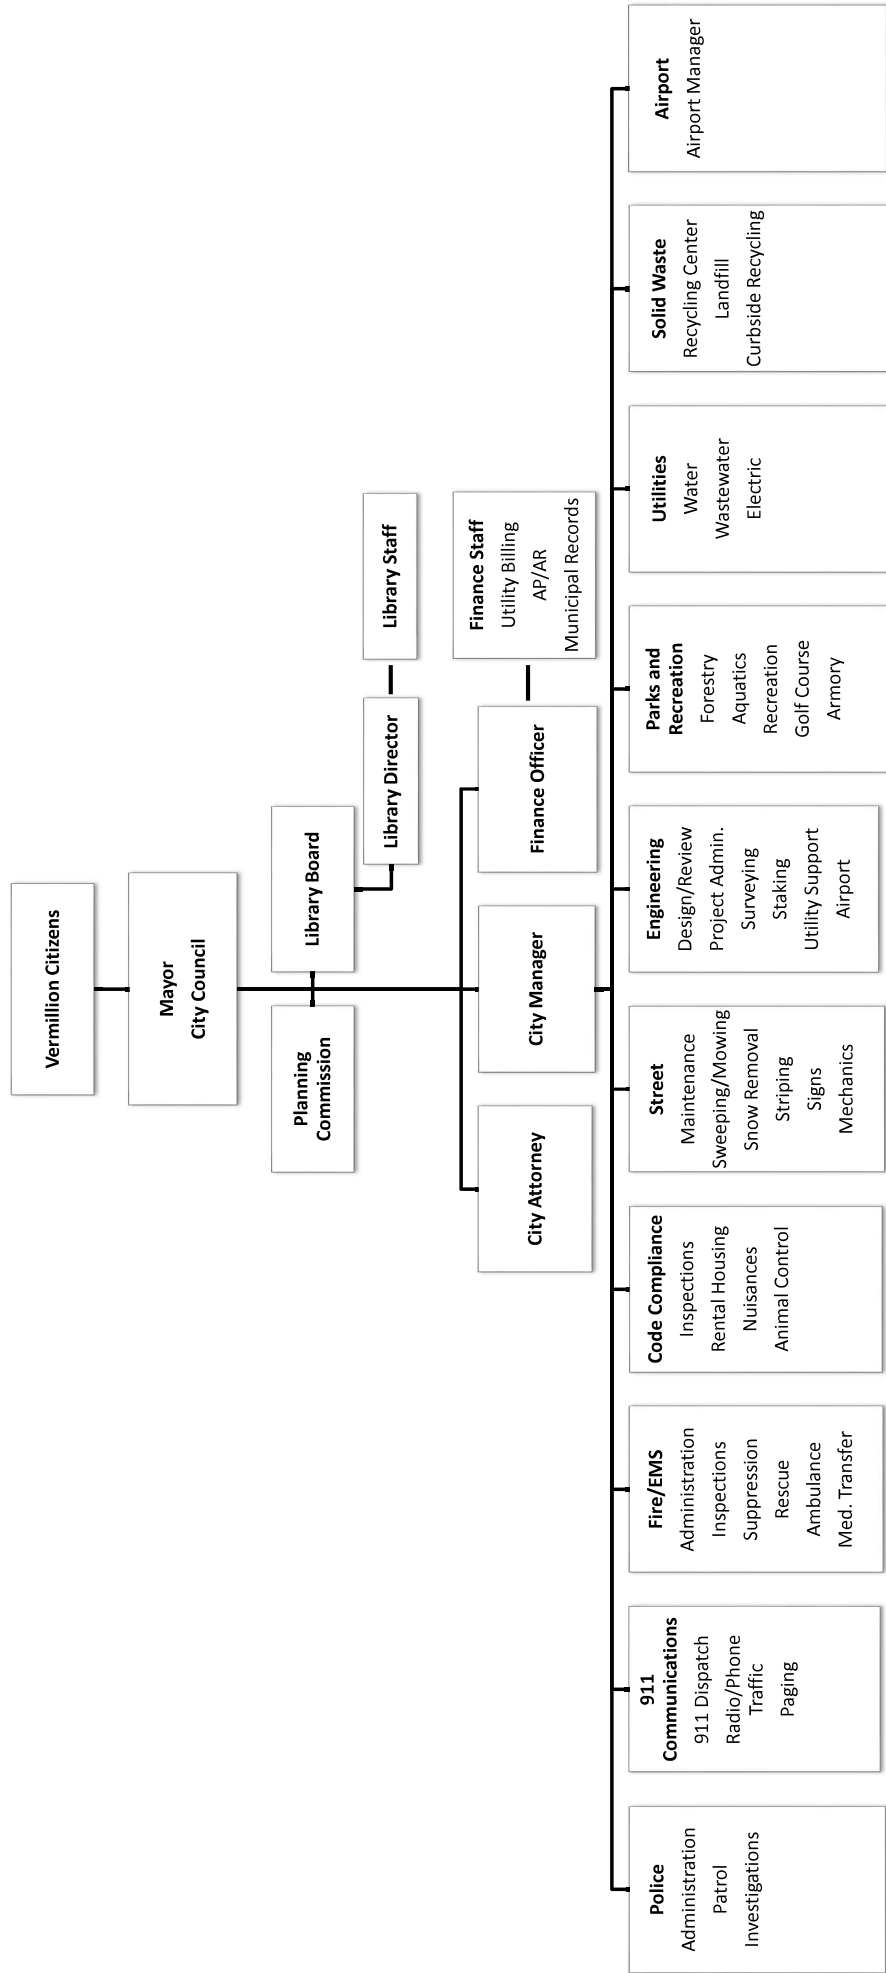 Vermillion Citizens
Mayor
City Council
Planning
Commission
Library Board
Library Director
Library Staff
City Attorney
City Manager
Finance Officer
Finance Staff
Utility Billing
AP/AR
Municipal Records
Police
Administration
Patrol
Investigations
911
Communications
911 Dispatch
Radio/Phone
Traffic
Paging
Fire/EMS
Administration
Inspections
Suppression
Rescue
Ambulance
Med. Transfer
Code Compliance
Inspections
Rental Housing
Nuisances
Animal Control
Street
Maintenance
Sweeping/Mowing
Snow Removal
Striping
Signs
Mechanics
Engineering
Design/Review
Project Admin.
Surveying
Staking
Utility Support
Airport
Parks and
Recreation
Forestry
Aquatics
Recreation
Golf Course
Armory
Utilities
Water
Wastewater
Electric
Solid Waste
Recycling Center
Landfill
Curbside Recycling
Airport
Airport Manager